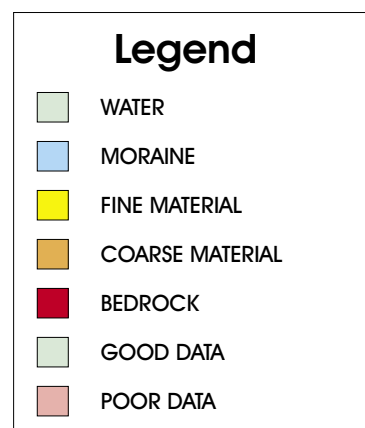 Legend
WATER
MORAINE
FINE MATERIAL
COARSE MATERIAL
BEDROCK
GOOD DATA
POOR DATA